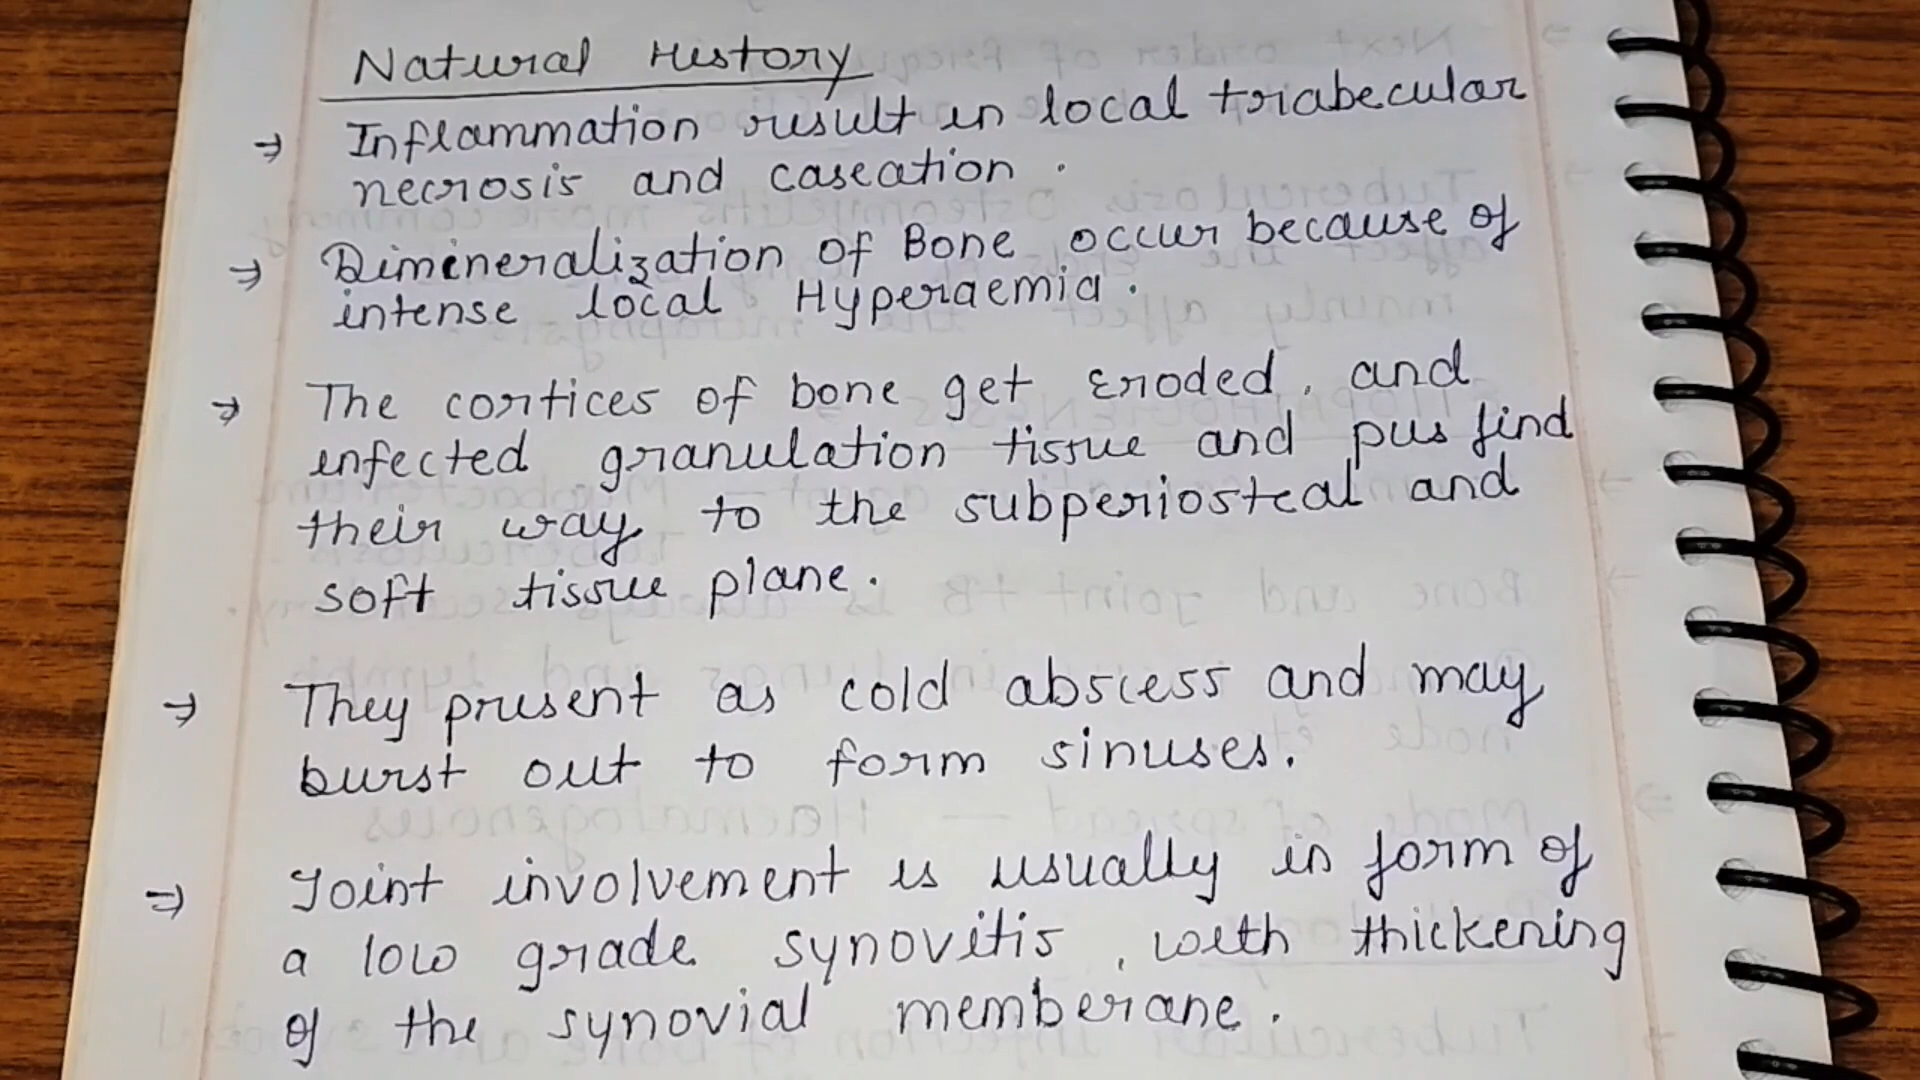 Natural History
⇒ Inflammation result in local trabecular
necrosis and caseation.
⇒ Dimineralization of Bone occur because of
intense local Hyperaemia.
⇒ The cortices of bone get Eroded, and
infected granulation tissue and pus find
their way to the subperiosteal and
soft tissue plane.
⇒ They present as cold abscess and may
burst out to form sinuses.
⇒ Joint involvement is usually in form of
a low grade synovitis, with thickening
of the synovial memberane.